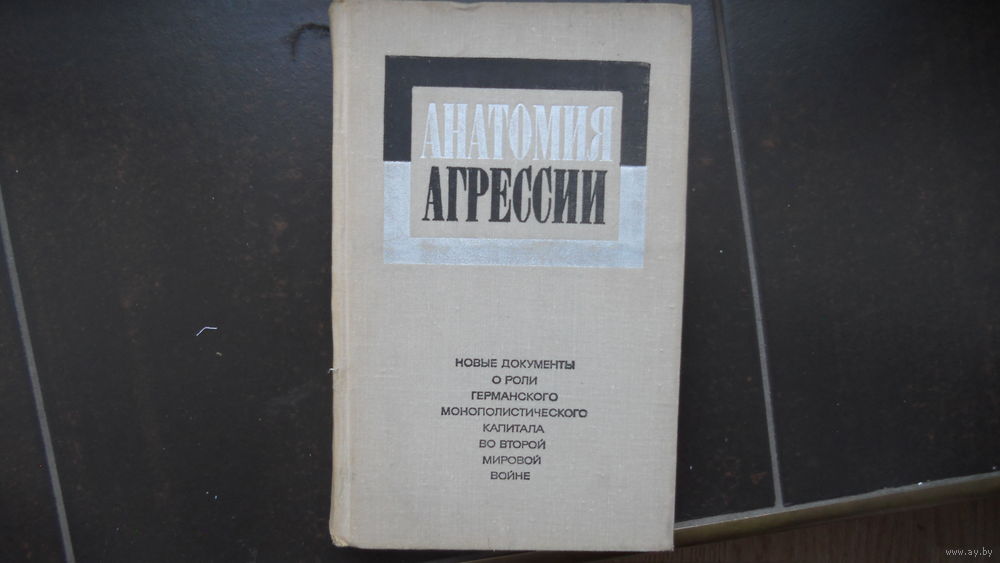 АНАТОМИЯ
АГРЕССИИ
НОВЫЕ ДОКУМЕНТЫ
О РОЛИ
ГЕРМАНСКОГО
МОНОПОЛИСТИЧЕСКОГО
КАПИТАЛА
ВО ВТОРОЙ
МИРОВОЙ
ВОЙНЕ
www.ay.by